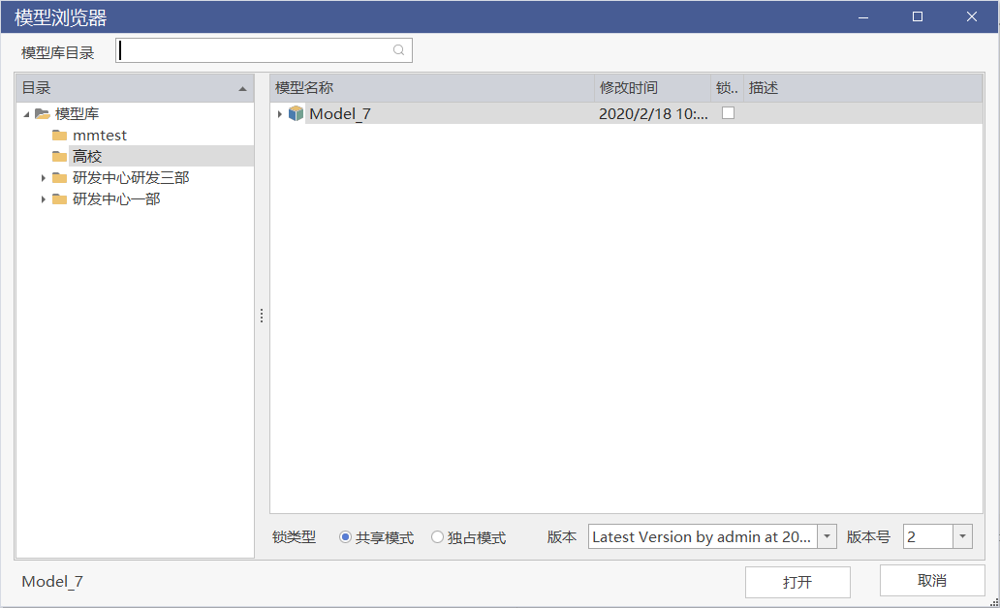 模型浏览器
模型库目录
目录
模型库
mmtest
高校
研发中心研发三部
研发中心一部
模型名称 修改时间 锁.. 描述
Model_7 2020/2/18 10:...
锁类型 共享模式 独占模式 版本 Latest Version by admin at 20... 版本号 2
Model_7 打开 取消